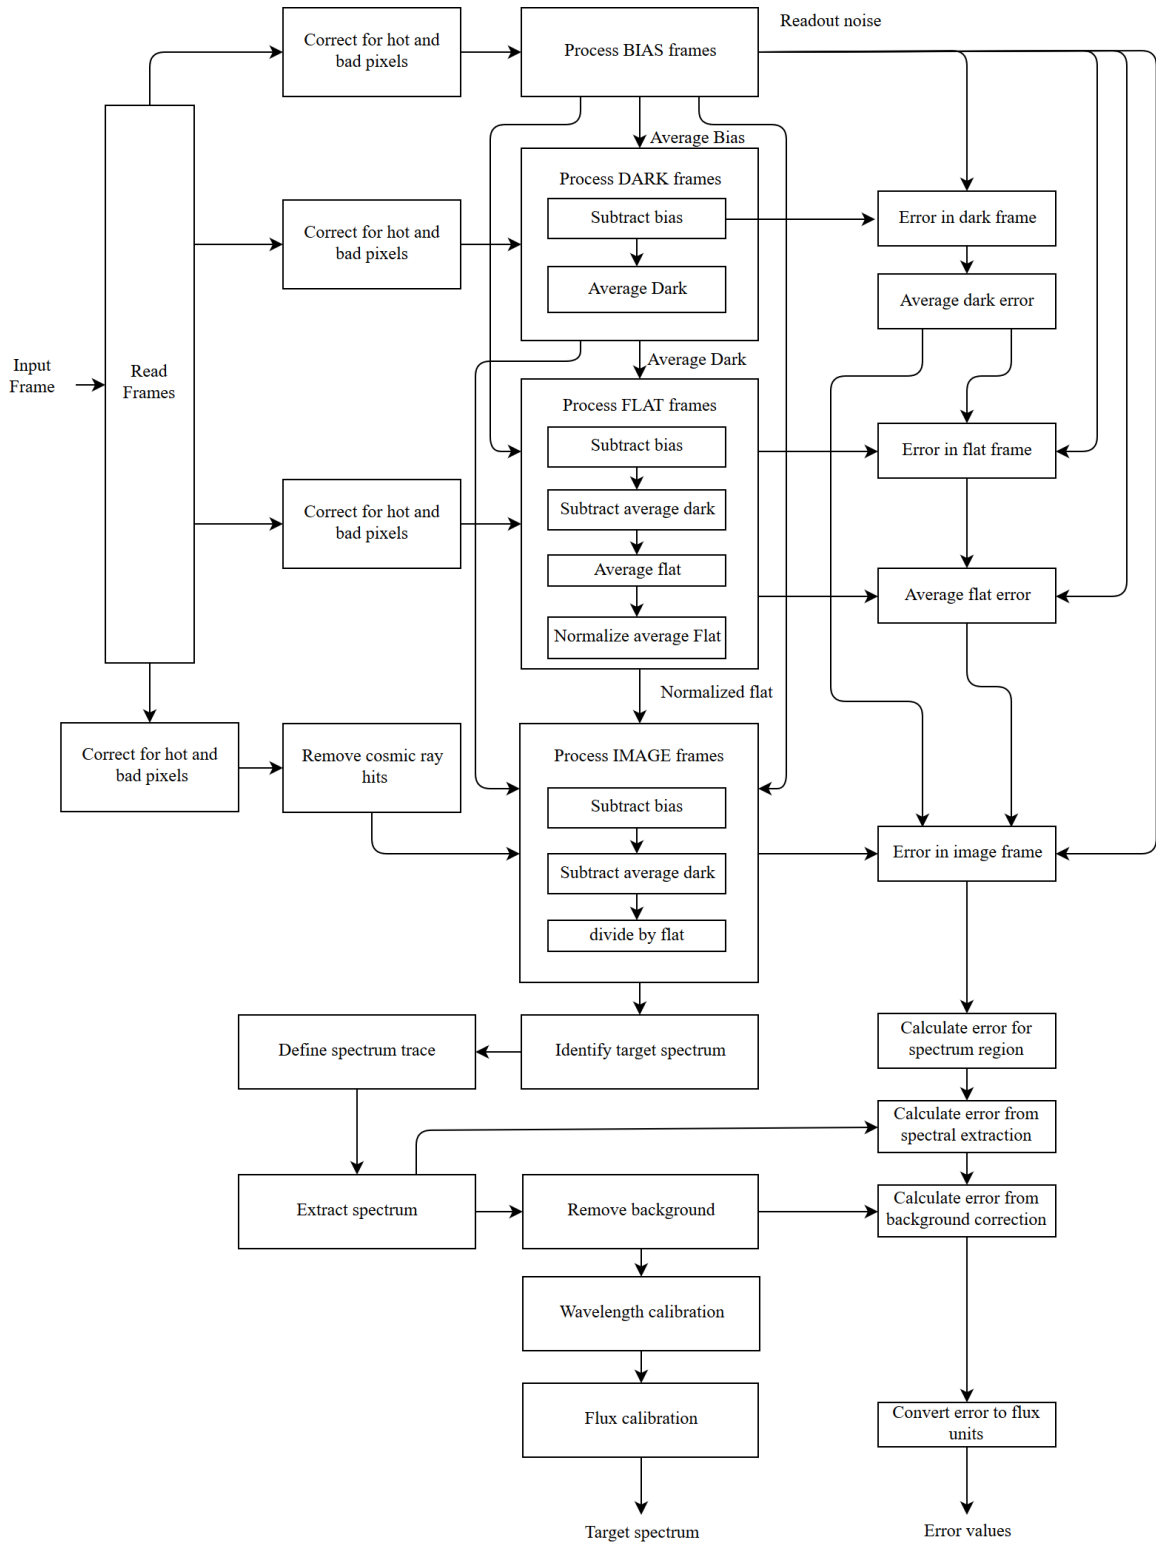 Readout noise
Correct for hot and
bad pixels
Process BIAS frames
Average Bias
Process DARK frames
Subtract bias
Average Dark
Correct for hot and
bad pixels
Error in dark frame
Average dark error
Average Dark
Input
Frame
Read
Frames
Process FLAT frames
Subtract bias
Subtract average dark
Average flat
Normalize average Flat
Correct for hot and
bad pixels
Error in flat frame
Average flat error
Normalized flat
Correct for hot and
bad pixels
Remove cosmic ray
hits
Process IMAGE frames
Subtract bias
Subtract average dark
divide by flat
Error in image frame
Define spectrum trace
Identify target spectrum
Calculate error for
spectrum region
Calculate error from
spectral extraction
Extract spectrum
Remove background
Calculate error from
background correction
Wavelength calibration
Flux calibration
Convert error to flux
units
Target spectrum
Error values